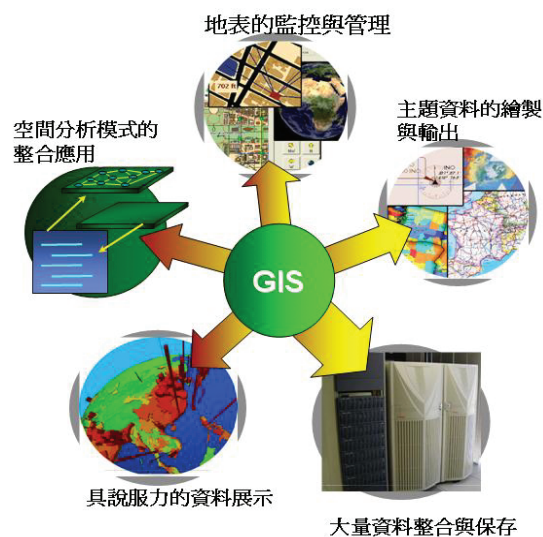 地表的監控與管理
702 ft
空間分析模式的
整合應用
主題資料的繪製
與輸出
GIS
具說服力的資料展示
大量資料整合與保存